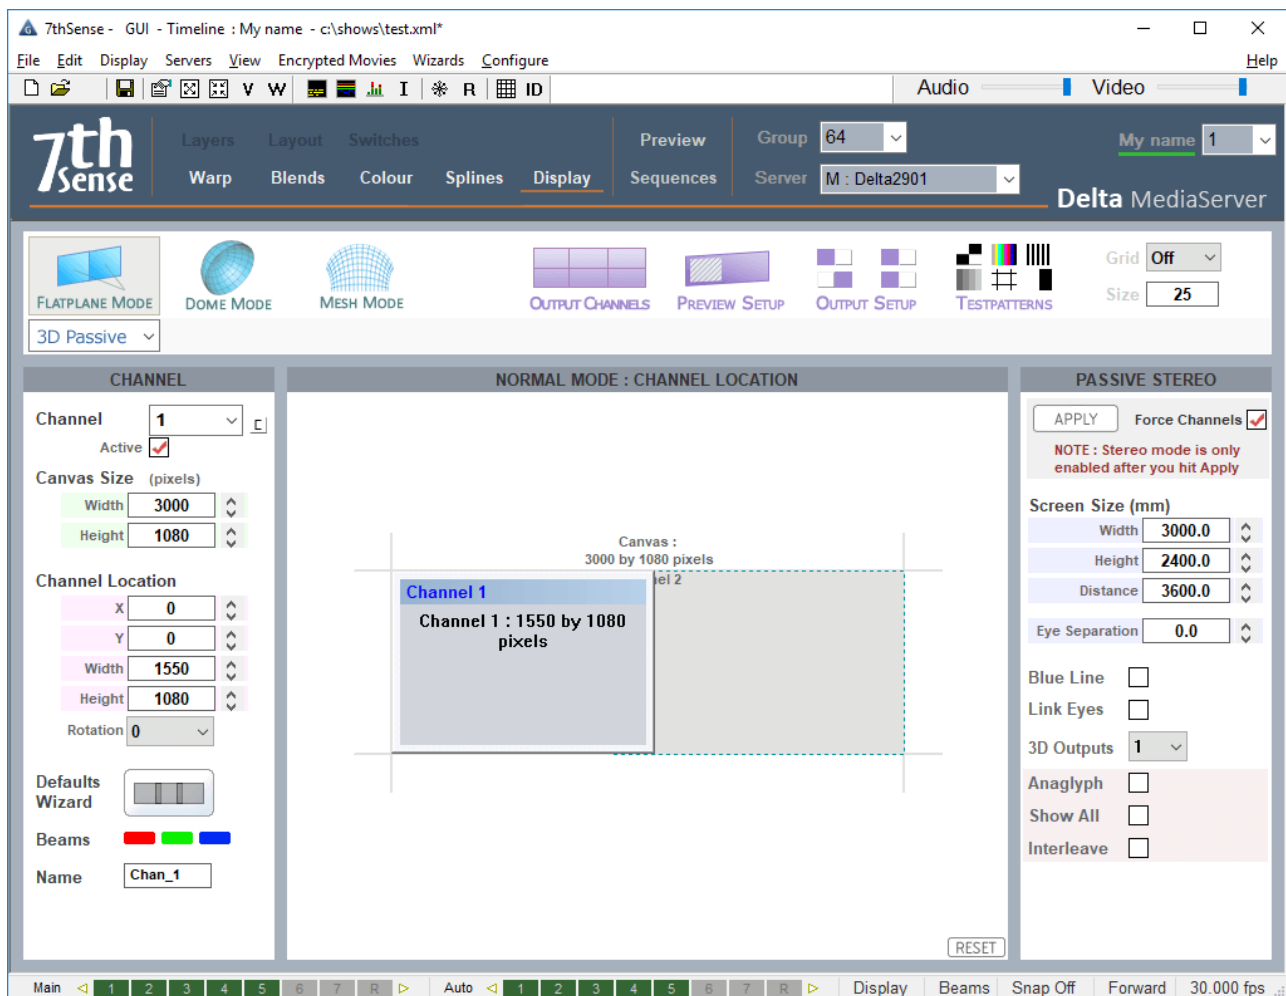 7thSense - GUI - Timeline : My name - c:\shows\test.xml*
File Edit Display Servers View Encrypted Movies Wizards Configure Help
V W I R ID Audio Video
7th Sense
Layers Layout Switches Preview Group 64 My name 1
Warp Blends Colour Splines Display Sequences Server M : Delta2901
Delta MediaServer
FLATPLANE MODE DOME MODE MESH MODE OUTPUT CHANNELS PREVIEW SETUP OUTPUT SETUP TESTPATTERNS
Grid Off
Size 25
3D Passive
CHANNEL
Channel 1
Active
Canvas Size (pixels)
Width 3000
Height 1080
Channel Location
X 0
Y 0
Width 1550
Height 1080
Rotation 0
Defaults
Wizard
Beams
Name Chan_1
NORMAL MODE : CHANNEL LOCATION
Canvas :
3000 by 1080 pixels
nel 2
Channel 1
Channel 1 : 1550 by 1080
pixels
RESET
PASSIVE STEREO
APPLY Force Channels
NOTE : Stereo mode is only
enabled after you hit Apply
Screen Size (mm)
Width 3000.0
Height 2400.0
Distance 3600.0
Eye Separation 0.0
Blue Line
Link Eyes
3D Outputs 1
Anaglyph
Show All
Interleave
Main 1 2 3 4 5 6 7 R Auto 1 2 3 4 5 6 7 R Display Beams Snap Off Forward 30.000 fps